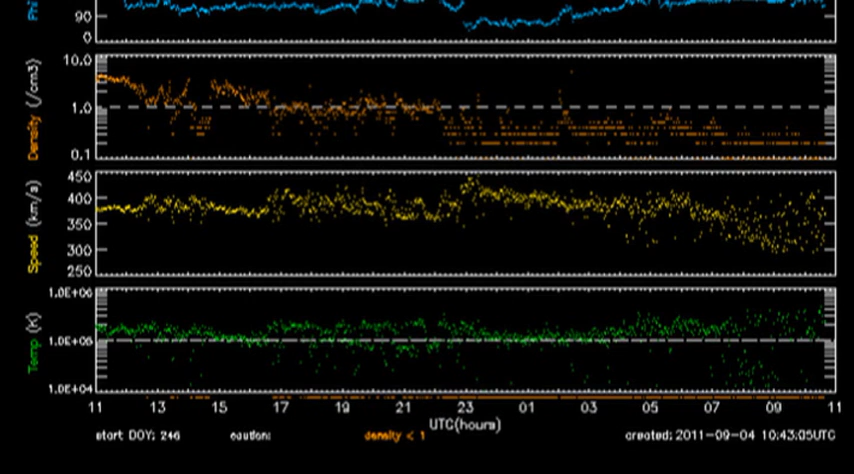 Phi
90
0
Density (/cm3)
10.0
1.0
0.1
Speed (km/s)
450
400
350
300
250
Temp (K)
1.0E+06
1.0E+05
1.0E+04
11 13 15 17 19 21 23 01 03 05 07 09 11
UTC(hours)
start DOY: 246 caution: density < 1 created: 2011-09-04 10:43:05UTC